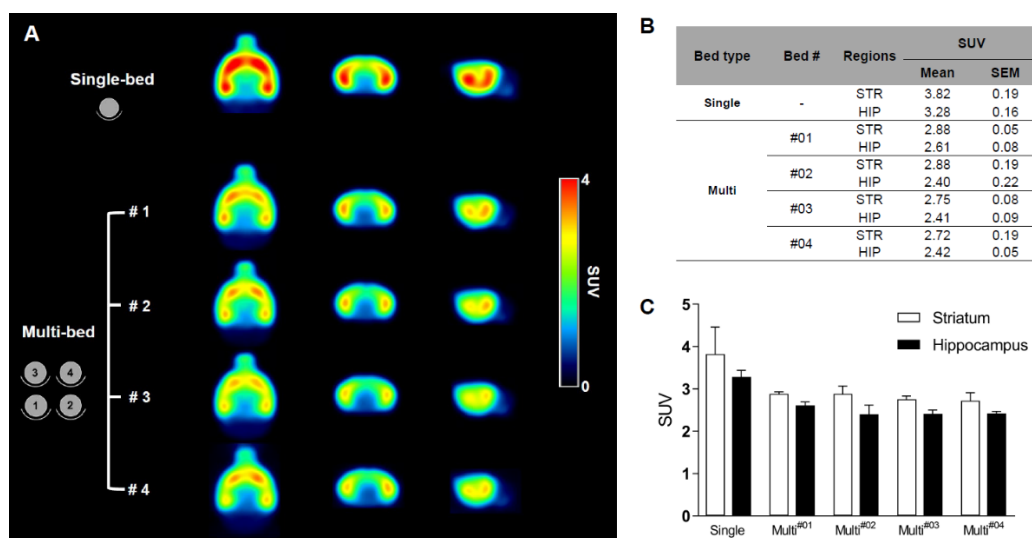 A
Single-bed
Multi-bed
3 4
1 2
# 1
# 2
# 3
# 4
4
SUV
0
B
Bed type Bed # Regions SUV
Mean SEM
Single - STR 3.82 0.19
HIP 3.28 0.16
Multi #01 STR 2.88 0.05
HIP 2.61 0.08
#02 STR 2.88 0.19
HIP 2.40 0.22
#03 STR 2.75 0.08
HIP 2.41 0.09
#04 STR 2.72 0.19
HIP 2.42 0.05
C
Striatum
Hippocampus
SUV
5
4
3
2
1
0
Single Multi#01 Multi#02 Multi#03 Multi#04